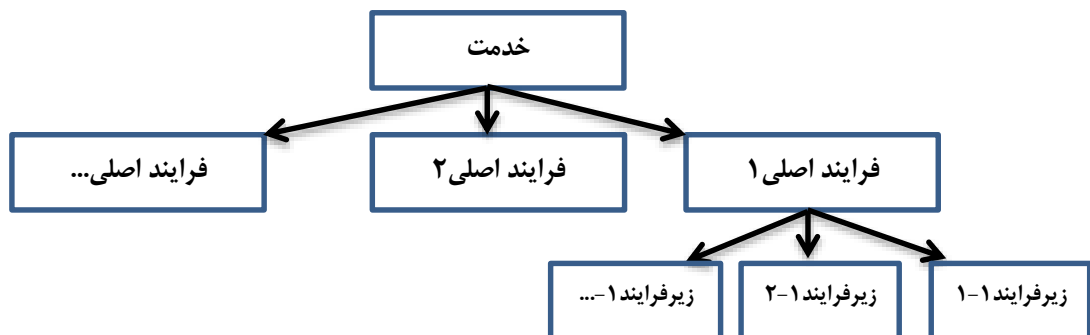 خدمت
فرایند اصلی۱
فرایند اصلی۲
فرایند اصلی...
زیرفرایند۱-۱
زیرفرایند۱-۲
زیرفرایند۱-...